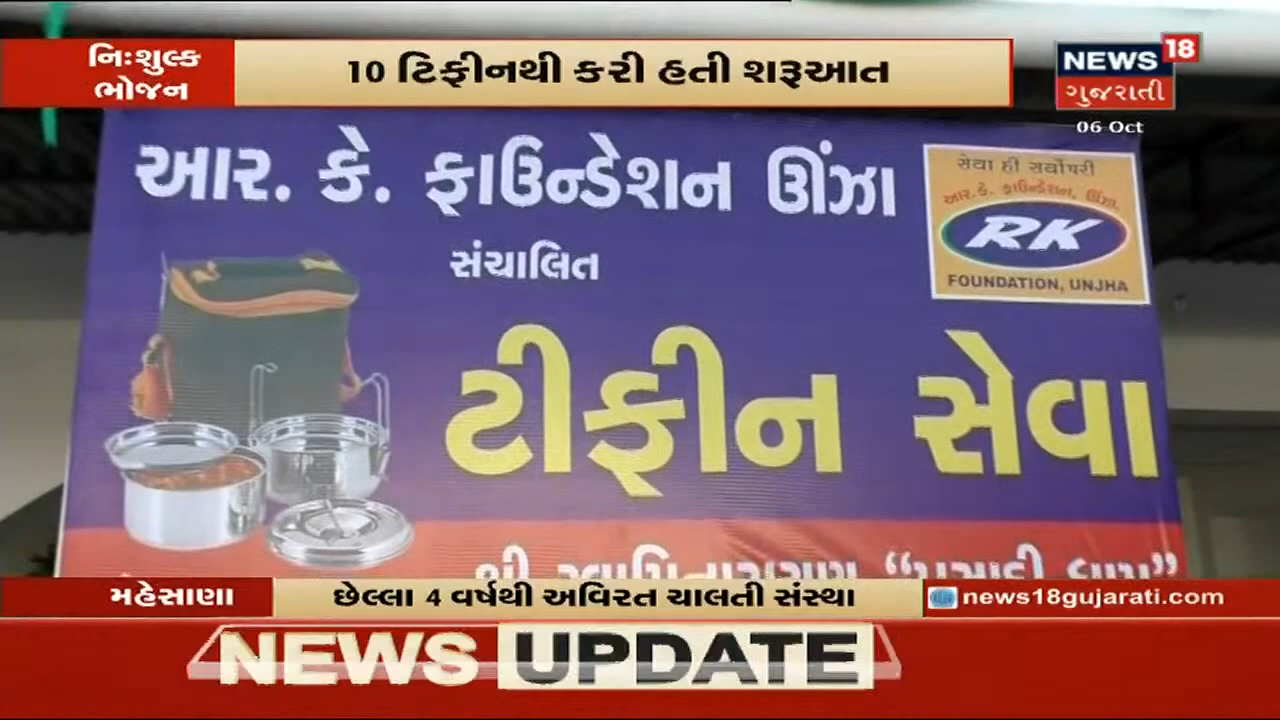 નિઃશુલ્ક
ભોજન
10 ટિફીનથી કરી હતી શરૂઆત
NEWS 18
ગુજરાતી
06 Oct
આર. કે. ફાઉન્ડેશન ઊંઝા
સંચાલિત
ટીફીન સેવા
સેવા હી સર્વોપરી
આર.કે. ફાઉન્ડેશન, ઊંઝા.
RK
FOUNDATION, UNJHA
મહેસાણા
છેલ્લા 4 વર્ષથી અવિરત ચાલતી સંસ્થા
news18gujarati.com
NEWS UPDATE